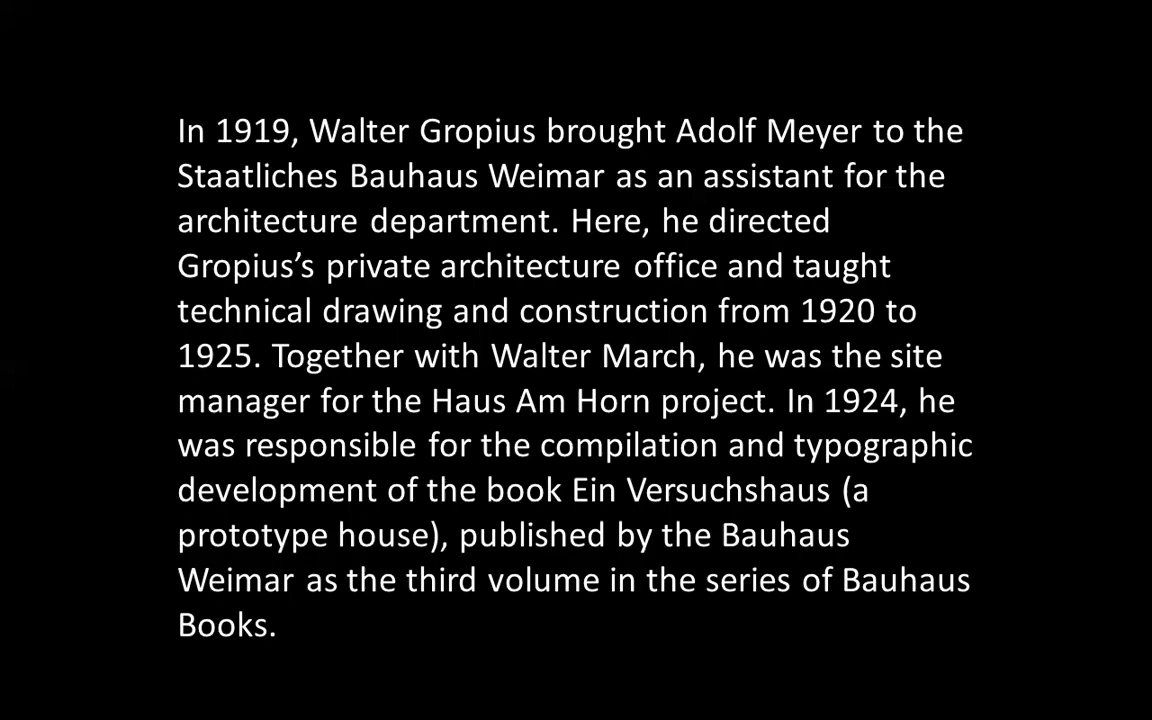 In 1919, Walter Gropius brought Adolf Meyer to the
Staatliches Bauhaus Weimar as an assistant for the
architecture department. Here, he directed
Gropius’s private architecture office and taught
technical drawing and construction from 1920 to
1925. Together with Walter March, he was the site
manager for the Haus Am Horn project. In 1924, he
was responsible for the compilation and typographic
development of the book Ein Versuchshaus (a
prototype house), published by the Bauhaus
Weimar as the third volume in the series of Bauhaus
Books.